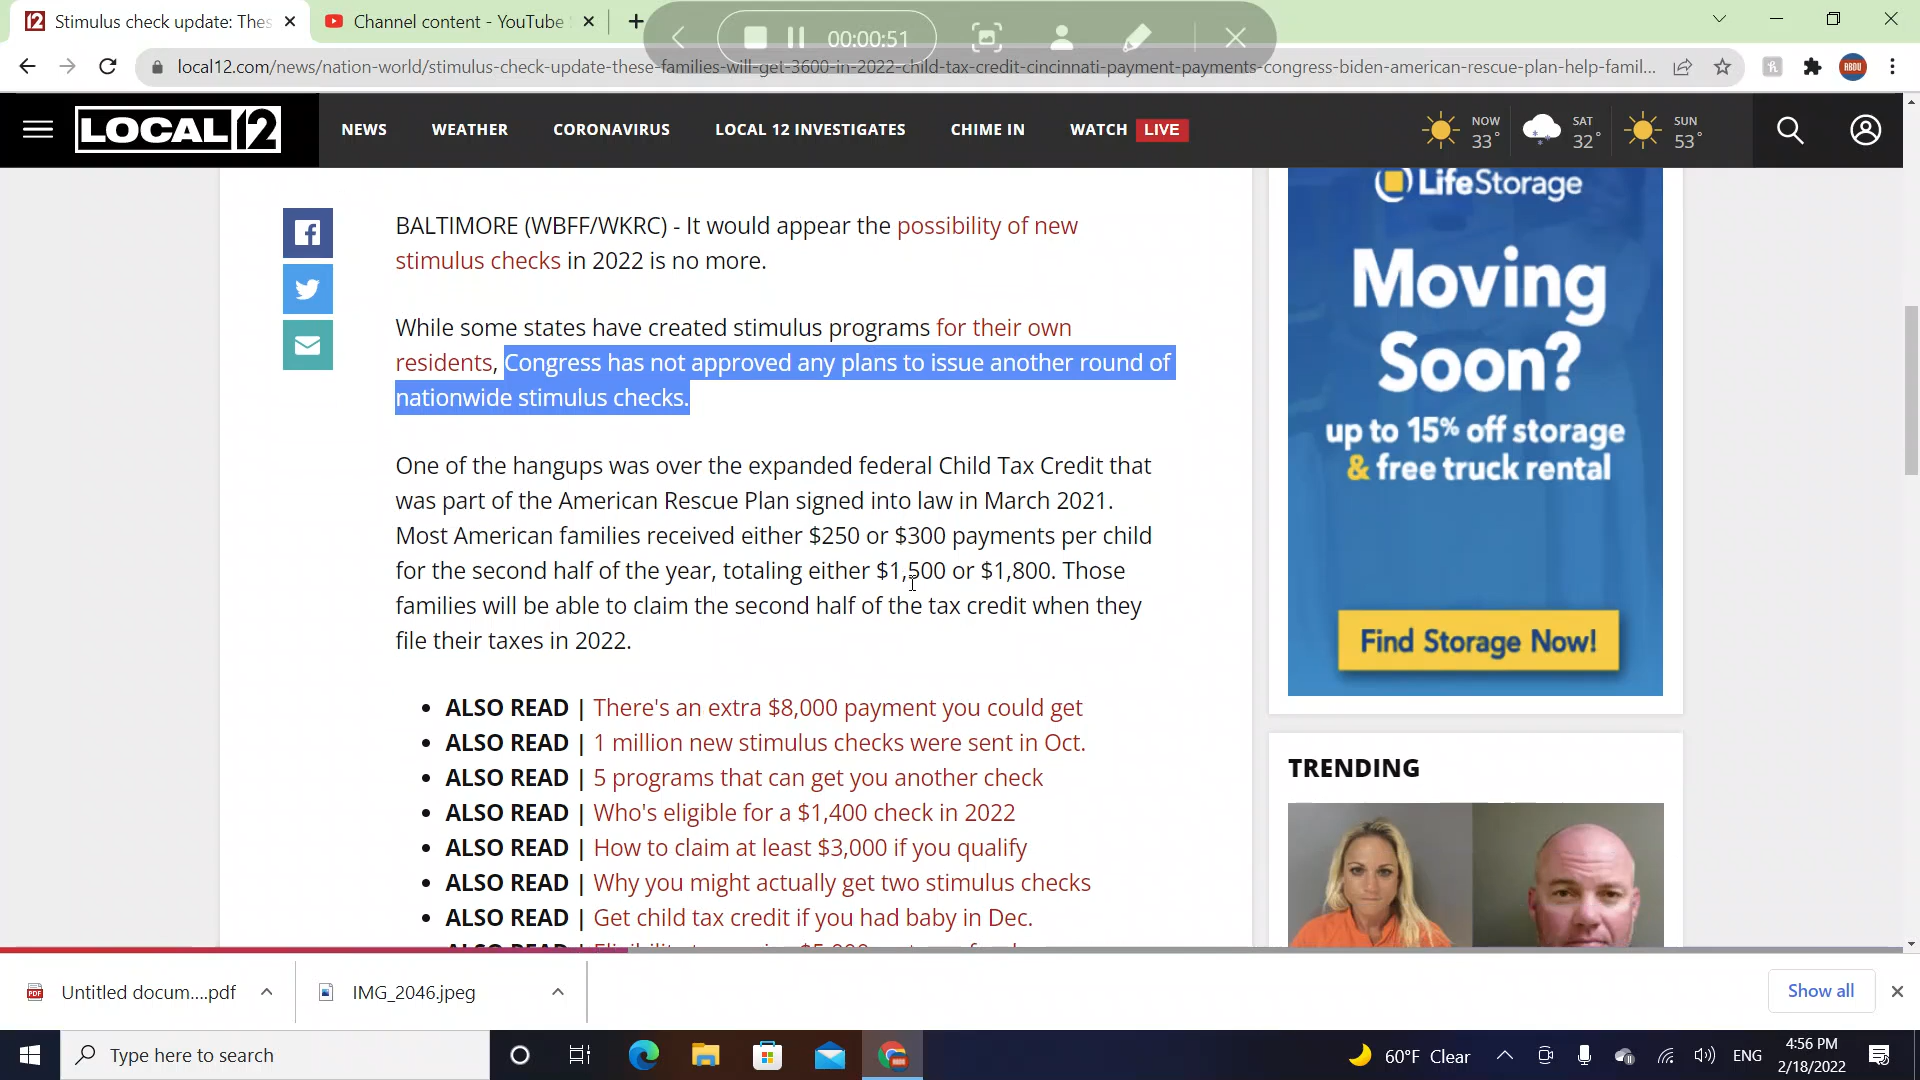 Stimulus check update: Thes
Channel content - YouTube
00:00:51
local12.com/news/nation-world/stimulus-check-update-these-families-will-get-3600-in-2022-child-tax-credit-cincinnati-payment-payments-congress-biden-american-rescue-plan-help-famil...
ABDU
LOCAL 12
NEWS
WEATHER
CORONAVIRUS
LOCAL 12 INVESTIGATES
CHIME IN
WATCH LIVE
NOW
33°
SAT
32°
SUN
53°
BALTIMORE (WBFF/WKRC) - It would appear the possibility of new
stimulus checks in 2022 is no more.
While some states have created stimulus programs for their own
residents, Congress has not approved any plans to issue another round of
nationwide stimulus checks.
One of the hangups was over the expanded federal Child Tax Credit that
was part of the American Rescue Plan signed into law in March 2021.
Most American families received either $250 or $300 payments per child
for the second half of the year, totaling either $1,500 or $1,800. Those
families will be able to claim the second half of the tax credit when they
file their taxes in 2022.
• ALSO READ | There's an extra $8,000 payment you could get
• ALSO READ | 1 million new stimulus checks were sent in Oct.
• ALSO READ | 5 programs that can get you another check
• ALSO READ | Who's eligible for a $1,400 check in 2022
• ALSO READ | How to claim at least $3,000 if you qualify
• ALSO READ | Why you might actually get two stimulus checks
• ALSO READ | Get child tax credit if you had baby in Dec.
• ALSO READ |
LifeStorage
Moving
Soon?
up to 15% off storage
& free truck rental
Find Storage Now!
TRENDING
Untitled docum....pdf
IMG_2046.jpeg
Show all
Type here to search
60°F Clear
ENG
4:56 PM
2/18/2022